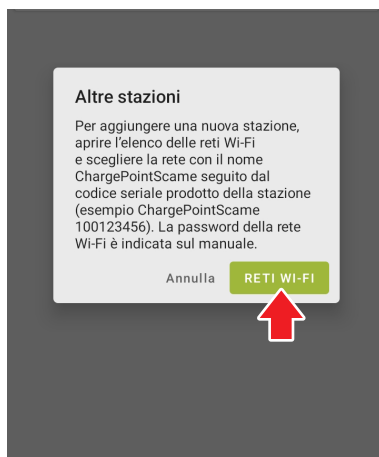 Altre stazioni
Per aggiungere una nuova stazione,
aprire l'elenco delle reti Wi-Fi
e scegliere la rete con il nome
ChargePointScame seguito dal
codice seriale prodotto della stazione
(esempio ChargePointScame
100123456). La password della rete
Wi-Fi è indicata sul manuale.
Annulla RETI WI-FI